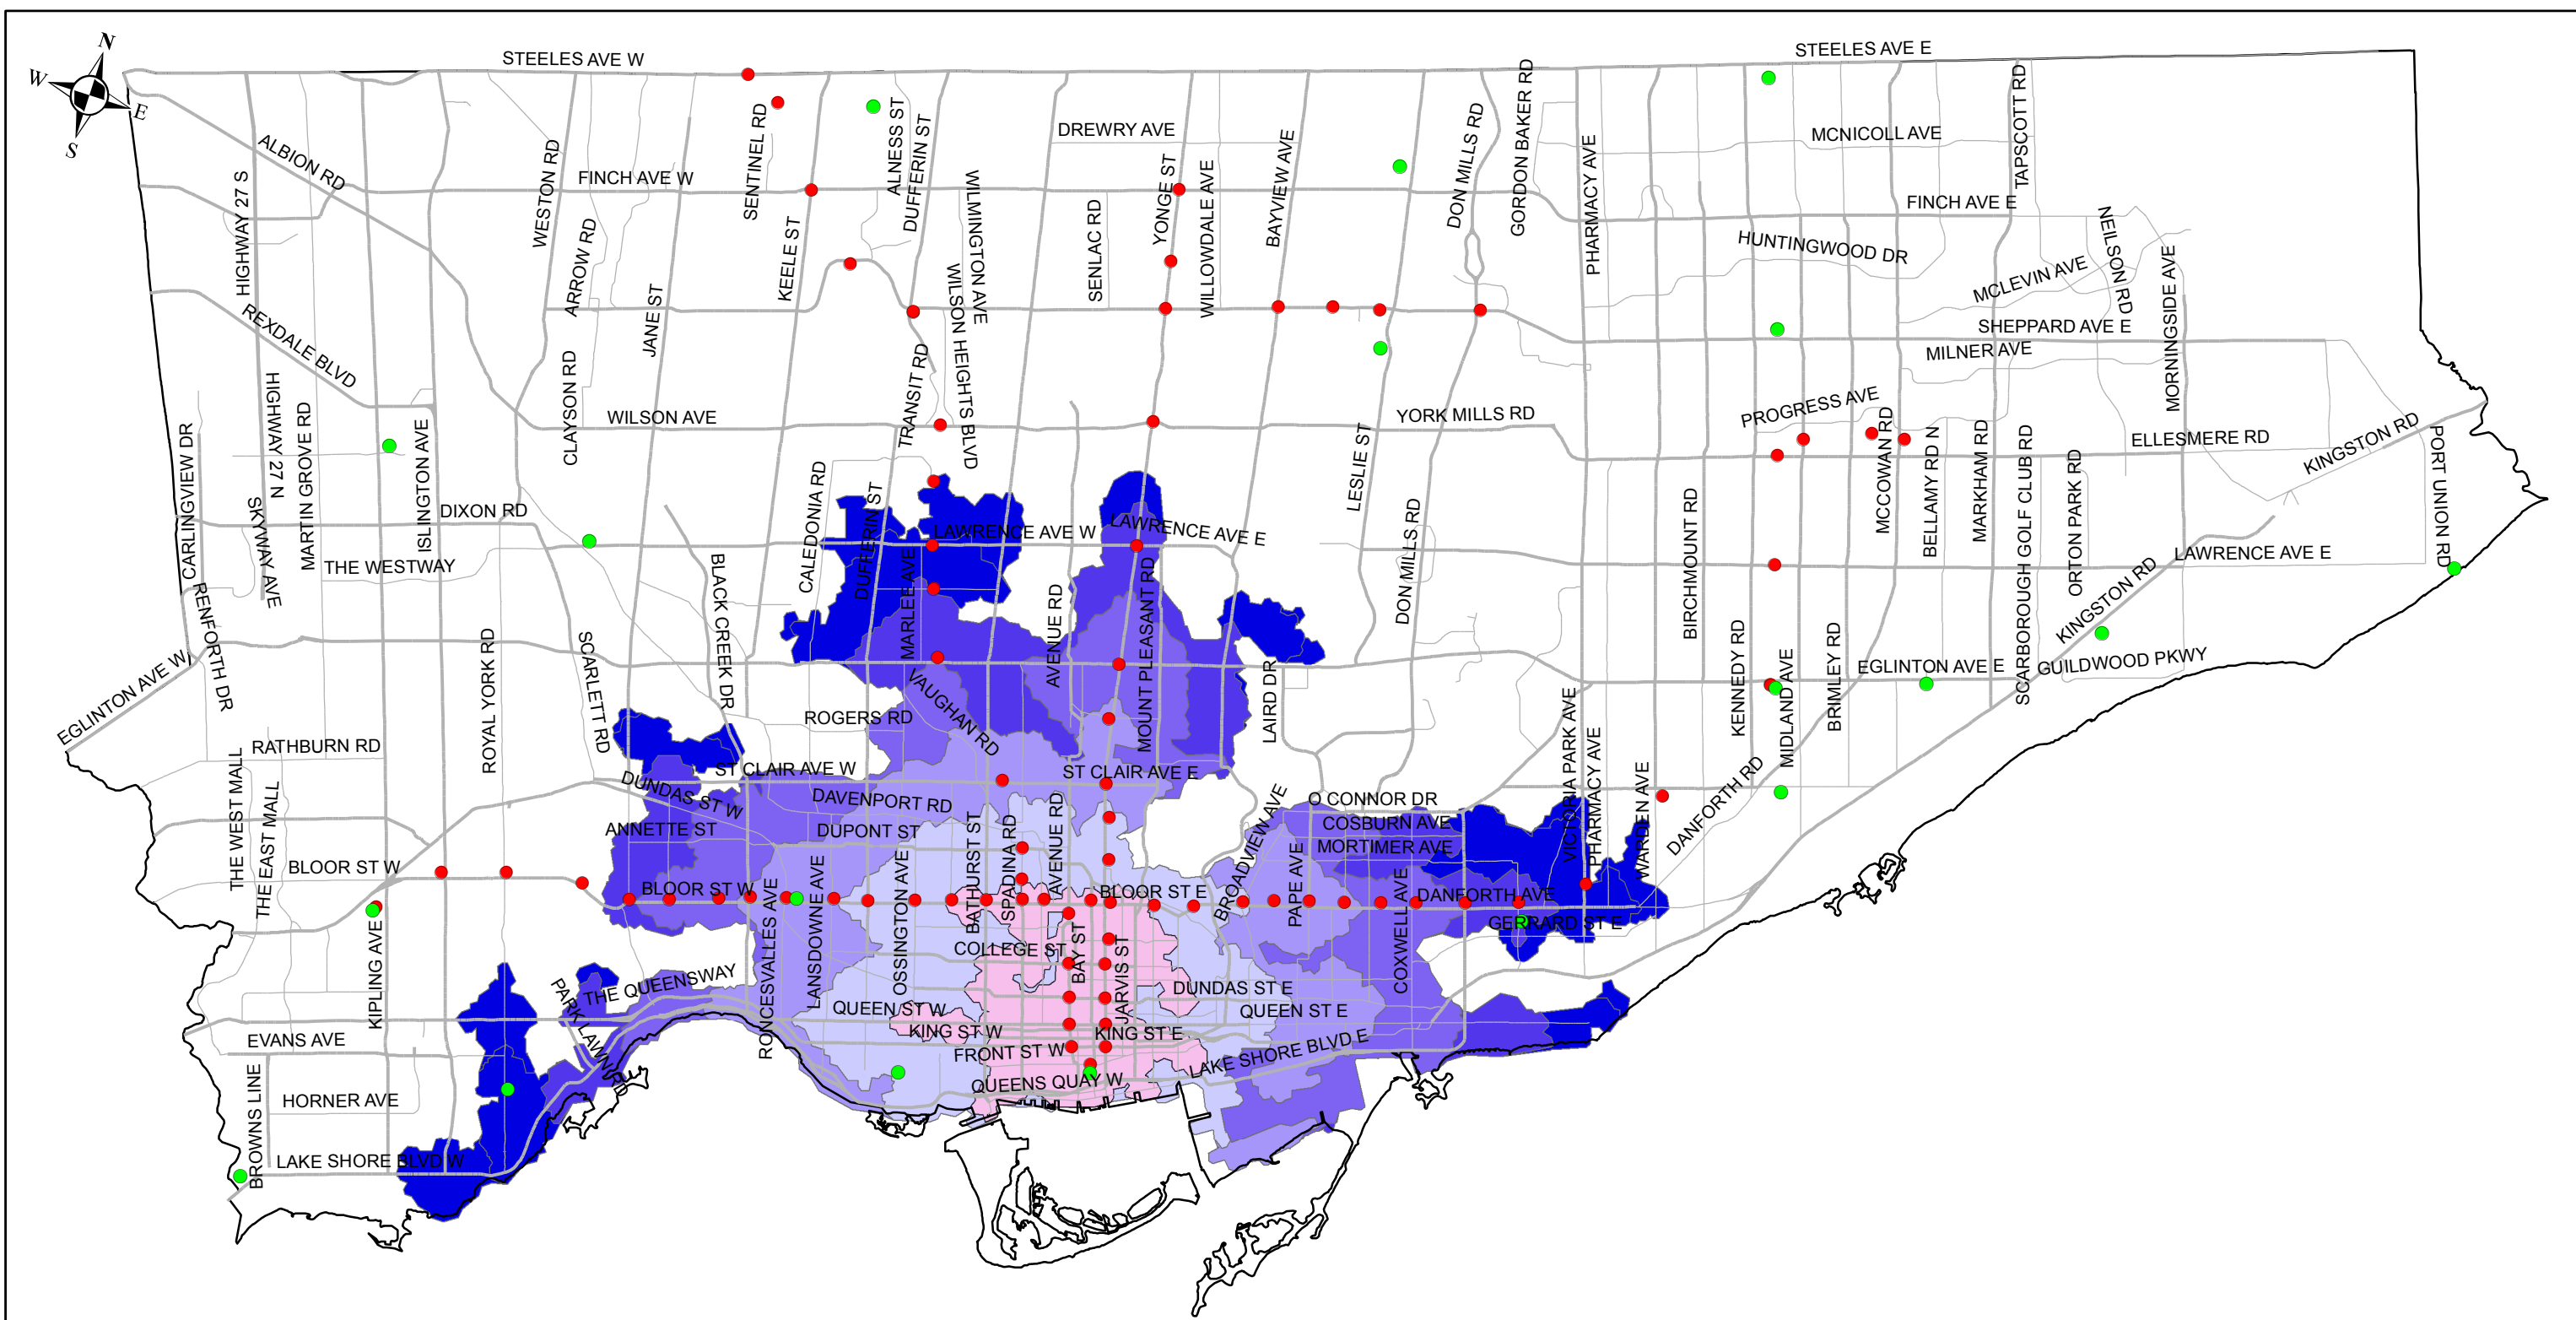 N
W
E
S
STEELES AVE W
STEELES AVE E
ALBION RD
HIGHWAY 27 S
WESTON RD
FINCH AVE W
ARROW RD
SENTINEL RD
ALNESS ST
DUFFERIN ST
KEELE ST
WILMINGTON AVE
DREWRY AVE
SENLAC RD
YONGE ST
WILLOWDALE AVE
BAYVIEW AVE
DON MILLS RD
GORDON BAKER RD
PHARMACY AVE
MCNICOLL AVE
TAPSCOTT RD
FINCH AVE E
HUNTINGWOOD DR
MCLEVIN AVE
NEILSON RD
MORNINGSIDE AVE
SHEPPARD AVE E
MILNER AVE
REXDALE BLVD
JANE ST
WILSON HEIGHTS BLVD
TRANSIT RD
CLAYSON RD
WILSON AVE
YORK MILLS RD
PROGRESS AVE
ELLESMERE RD
KINGSTON RD
PORT UNION RD
CARLINGVIEW DR
HIGHWAY 27 N
MARTIN GROVE RD
ISLINGTON AVE
SKYWAY AVE
DIXON RD
THE WESTWAY
RENFORTH DR
CALEDONIA RD
DUFFERIN ST
LAWRENCE AVE W
LAWRENCE AVE E
LESLIE ST
DON MILLS RD
BIRCHMOUNT RD
MCCOWAN RD
BELLAMY RD N
MARKHAM RD
SCARBOROUGH GOLF CLUB RD
ORTON PARK RD
LAWRENCE AVE E
KINGSTON RD
BLACK CREEK DR
MARLEE AVE
AVENUE RD
MOUNT PLEASANT RD
LAIRD DR
KENNEDY RD
MIDLAND AVE
BRIMLEY RD
EGLINTON AVE E
GUILDWOOD PKWY
EGLINTON AVE W
ROYAL YORK RD
SCARLETT RD
ROGERS RD
VAUGHAN RD
RATHBURN RD
THE WEST MALL
THE EAST MALL
ST CLAIR AVE W
ST CLAIR AVE E
DUNDAS ST W
DAVENPORT RD
ANNETTE ST
DUPONT ST
BATHURST ST
SPADINA RD
AVENUE RD
BROADVIEW AVE
O CONNOR DR
COSBURN AVE
MORTIMER AVE
VICTORIA PARK AVE
PHARMACY AVE
WARDEN AVE
DANFORTH RD
BLOOR ST W
BLOOR ST W
BLOOR ST E
RONCESVALLES AVE
LANSDOWNE AVE
OSSINGTON AVE
PAPE AVE
COXWELL AVE
DANFORTH AVE
GERRARD ST E
KIPLING AVE
COLLEGE ST
BAY ST
JARVIS ST
DUNDAS ST E
THE QUEENSWAY
PARK LAWN RD
QUEEN ST W
QUEEN ST E
KING ST W
KING ST E
FRONT ST W
LAKE SHORE BLVD E
QUEENS QUAY W
EVANS AVE
BROWNS LINE
HORNER AVE
LAKE SHORE BLVD W